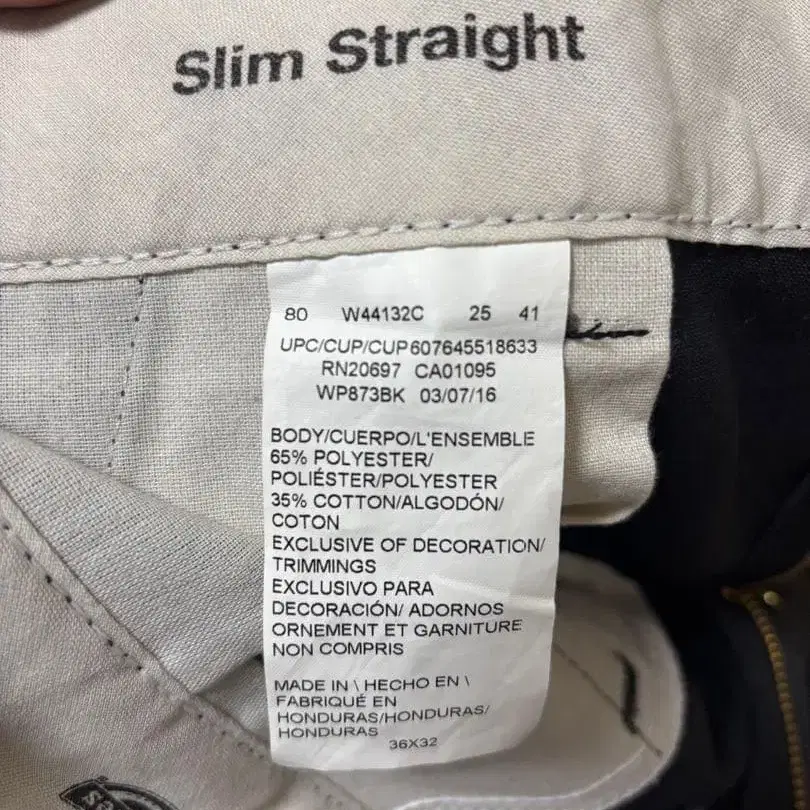 Slim Straight
80 W44132C 25 41
UPC/CUP/CUP607645518633
RN20697 CA01095
WP873BK 03/07/16
BODY/CUERPO/L'ENSEMBLE
65% POLYESTER/
POLIÉSTER/POLYESTER
35% COTTON/ALGODÓN/
COTON
EXCLUSIVE OF DECORATION/
TRIMMINGS
EXCLUSIVO PARA
DECORACIÓN/ ADORNOS
ORNEMENT ET GARNITURE
NON COMPRIS
MADE IN \ HECHO EN \
FABRIQUÉ EN
HONDURAS/HONDURAS/
HONDURAS
36X32